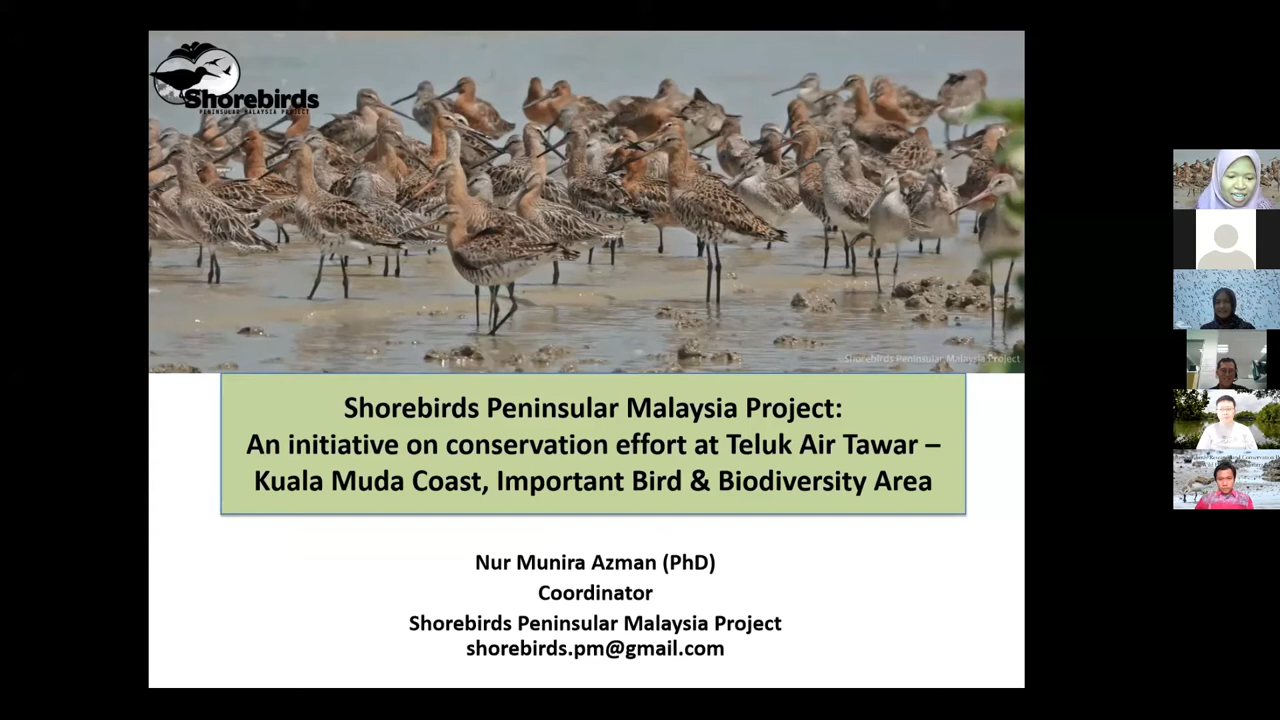 Shorebirds
PENINSULAR MALAYSIA PROJECT
©Shorebirds Peninsular Malaysia Project
Shorebirds Peninsular Malaysia Project:
An initiative on conservation effort at Teluk Air Tawar –
Kuala Muda Coast, Important Bird & Biodiversity Area
Nur Munira Azman (PhD)
Coordinator
Shorebirds Peninsular Malaysia Project
shorebirds.pm@gmail.com